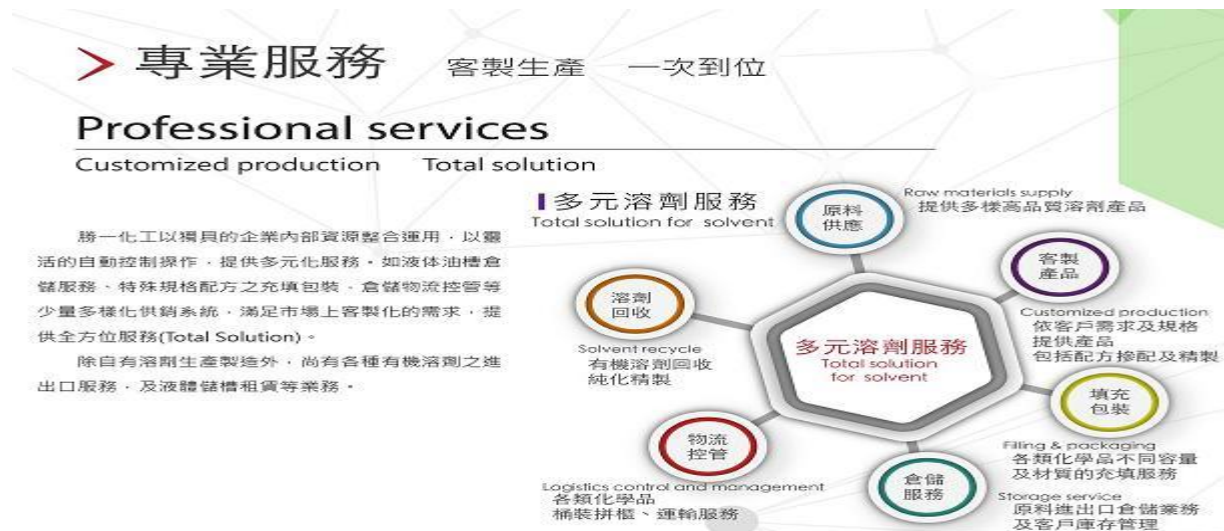 專業服務 客製生產 一次到位
Professional services
Customized production Total solution
勝一化工以獨具的企業內部資源整合運用，以靈
活的自動控制操作，提供多元化服務。如液体油槽倉
儲服務、特殊規格配方之充填包裝，倉儲物流控管等
少量多樣化供銷系統，滿足市場上客製化的需求，提
供全方位服務(Total Solution)。
除自有溶劑生產製造外，尚有各種有機溶劑之進
出口服務，及液體儲槽租賃等業務。
多元溶劑服務
Total solution for solvent
原料
供應
Raw materials supply
提供多樣高品質溶劑產品
客製
產品
Customized production
依客戶需求及規格
提供產品
包括配方摻配及精製
填充
包裝
Filling & packaging
各類化學品不同容量
及材質的充填服務
倉儲
服務
Storage service
原料進出口倉儲業務
及客戶庫存管理
物流
控管
Logistics control and management
各類化學品
桶裝拼櫃、運輸服務
溶劑
回收
Solvent recycle
有機溶劑回收
純化精製
多元溶劑服務
Total solution
for solvent